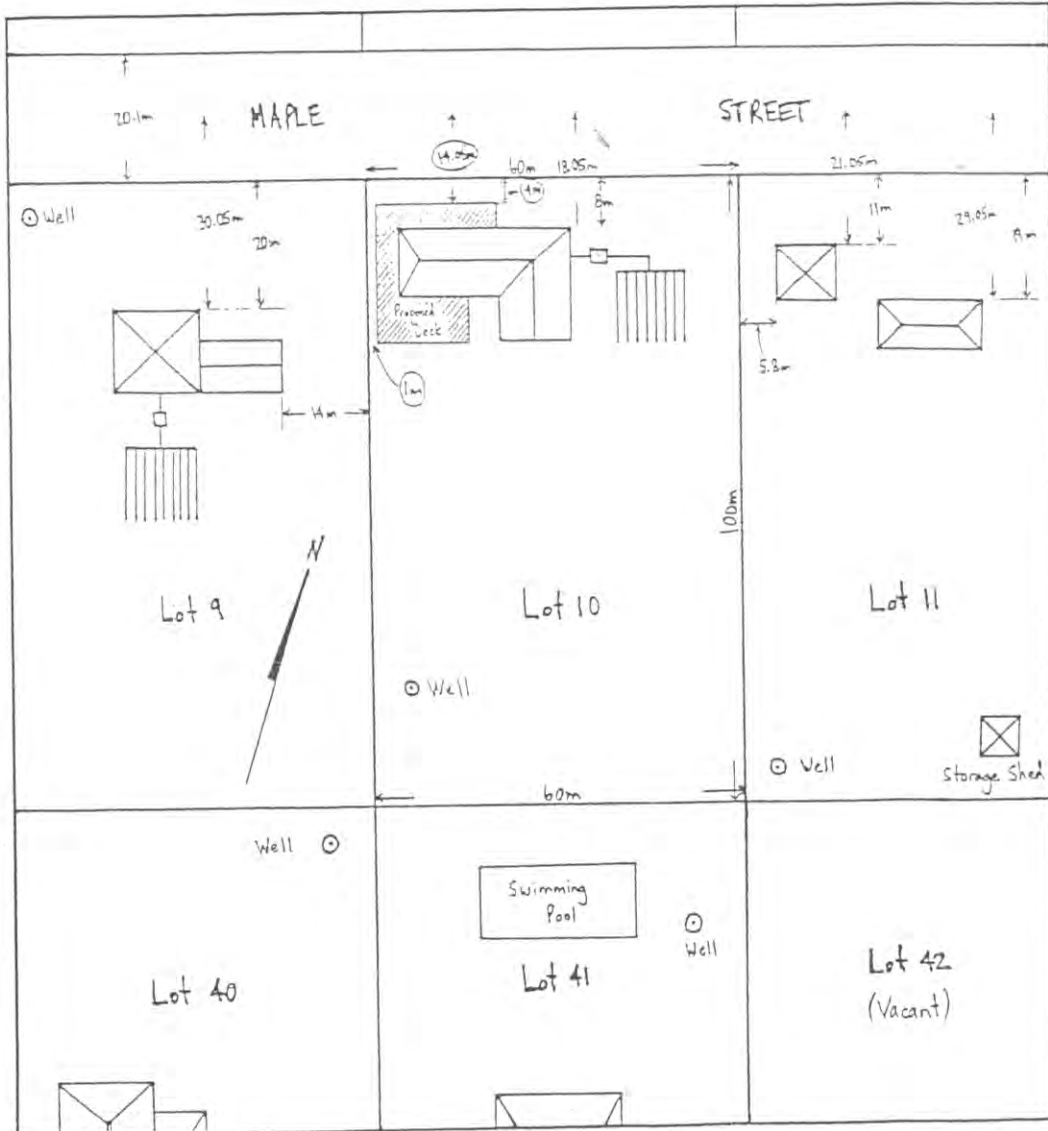 20.1m
MAPLE STREET
14.05m
60m 18.05m
21.05m
Well
30.05m
20m
4m
8m
11m
29.05m
Proposed
Deck
1m
14m
5.8m
100m
N
Lot 9
Lot 10
Lot 11
Well
Well
Storage Shed
60m
Well
Swimming
Pool
Well
Lot 40
Lot 41
Lot 42
(Vacant)